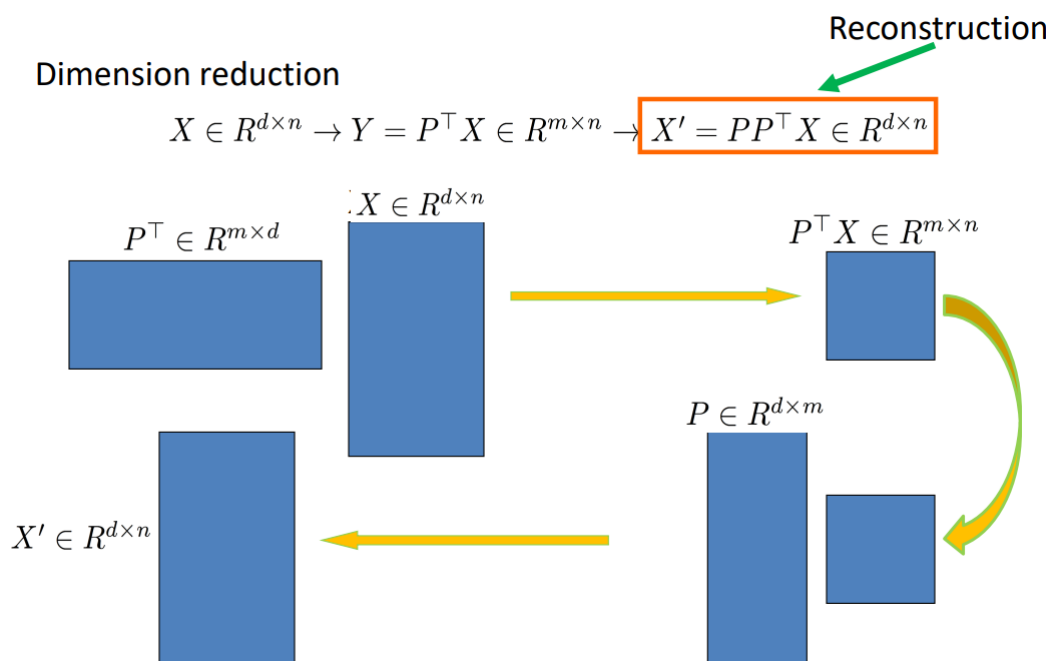 Reconstruction
Dimension reduction
X ∈ R^{d×n} → Y = P^⊤X ∈ R^{m×n} → X′ = PP^⊤X ∈ R^{d×n}
X ∈ R^{d×n}
P^⊤ ∈ R^{m×d}
P^⊤X ∈ R^{m×n}
P ∈ R^{d×m}
X′ ∈ R^{d×n}